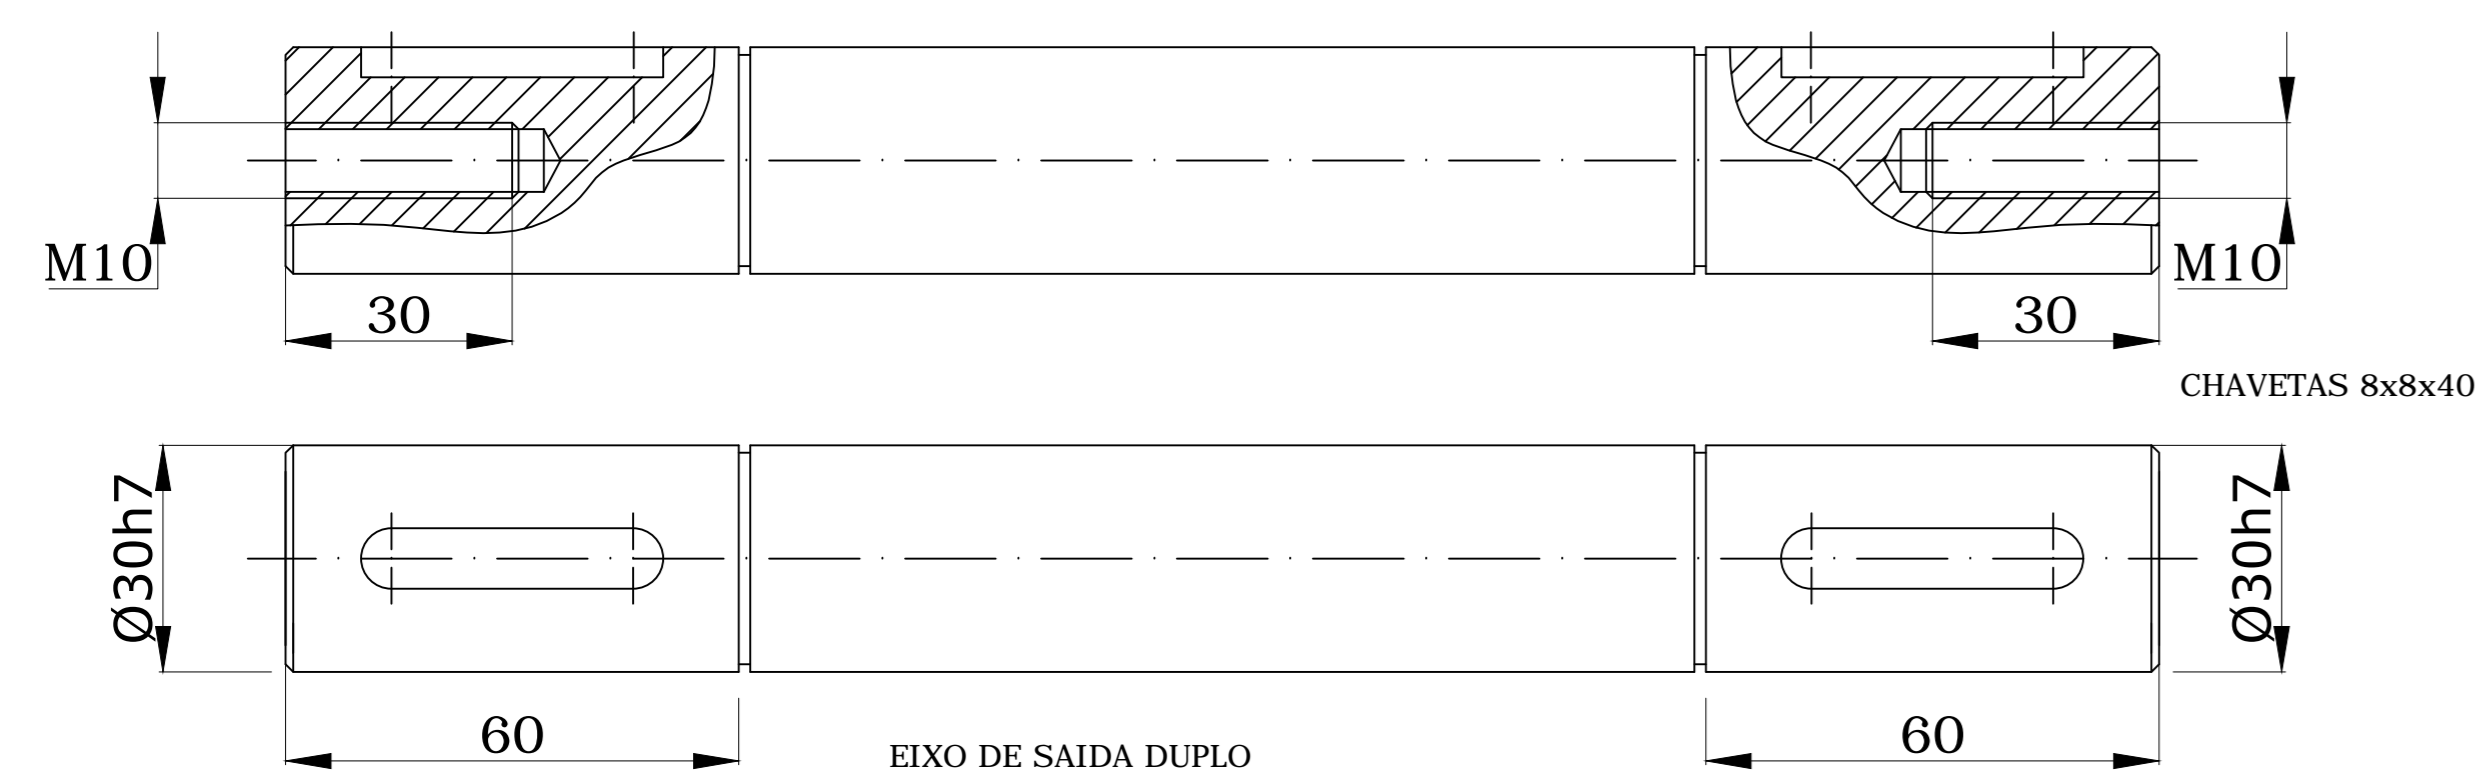 M10
M10
30
30
CHAVETAS 8x8x40
Ø30h7
Ø30h7
60
60
EIXO DE SAIDA DUPLO